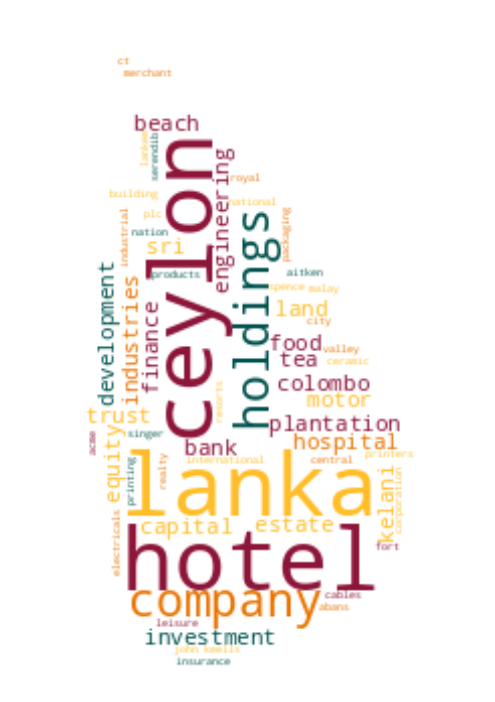 ct
merchant
beach
lankem
serendib
ceylon
engineering
royal
building
national
industrial
plc
holdings
packaging
nation
sri
products
aitken
development
industries
finance
spence malay
land
city
food
valley
tea
ceramic
colombo
resorts
motor
trust
plantation
acme
equity
singer
hospital
bank
printers
printing
realty
international
central
lanka
kelani
corporation
electricals
capital
estate
hotel
fort
company
cables
abans
leisure
investment
john keells
insurance